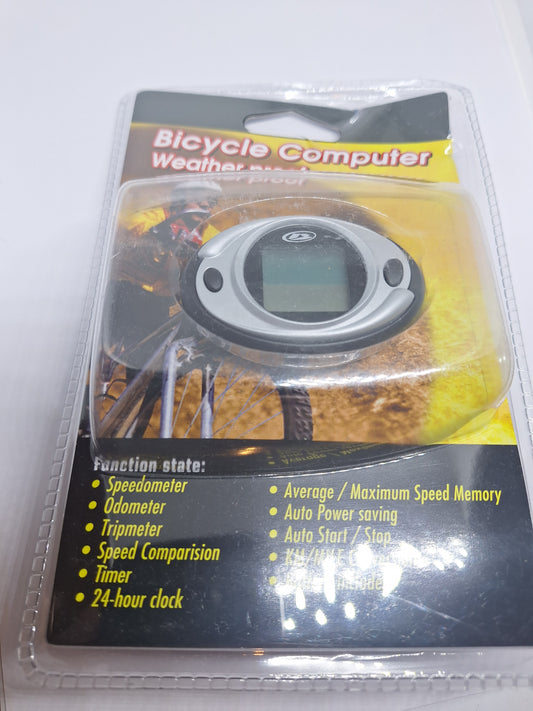 Bicycle Computer
Weather proof
Function state:
• Speedometer
• Odometer
• Tripmeter
• Speed Comparision
• Timer
• 24-hour clock
• Average / Maximum Speed Memory
• Auto Power saving
• Auto Start / Stop